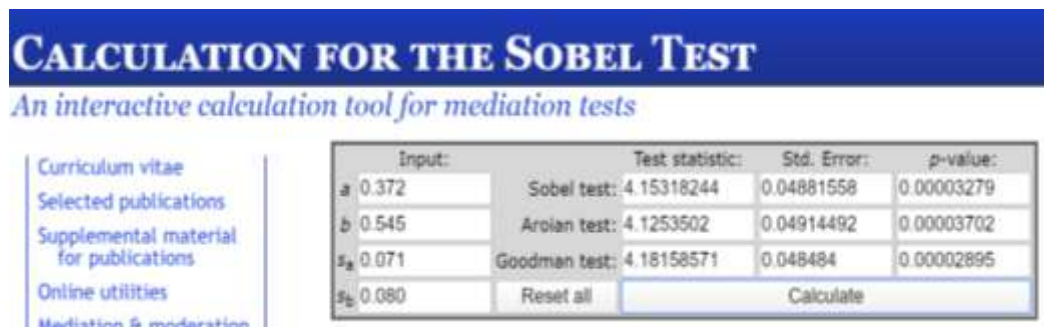 CALCULATION FOR THE SOBEL TEST
An interactive calculation tool for mediation tests
Curriculum vitae
Selected publications
Supplemental material
for publications
Online utilities
Mediation & moderation
Input: Test statistic: Std. Error: p-value:
a 0.372 Sobel test: 4.15318244 0.04881558 0.00003279
b 0.545 Aroian test: 4.1253502 0.04914492 0.00003702
sa 0.071 Goodman test: 4.18158571 0.048484 0.00002895
sb 0.080 Reset all Calculate